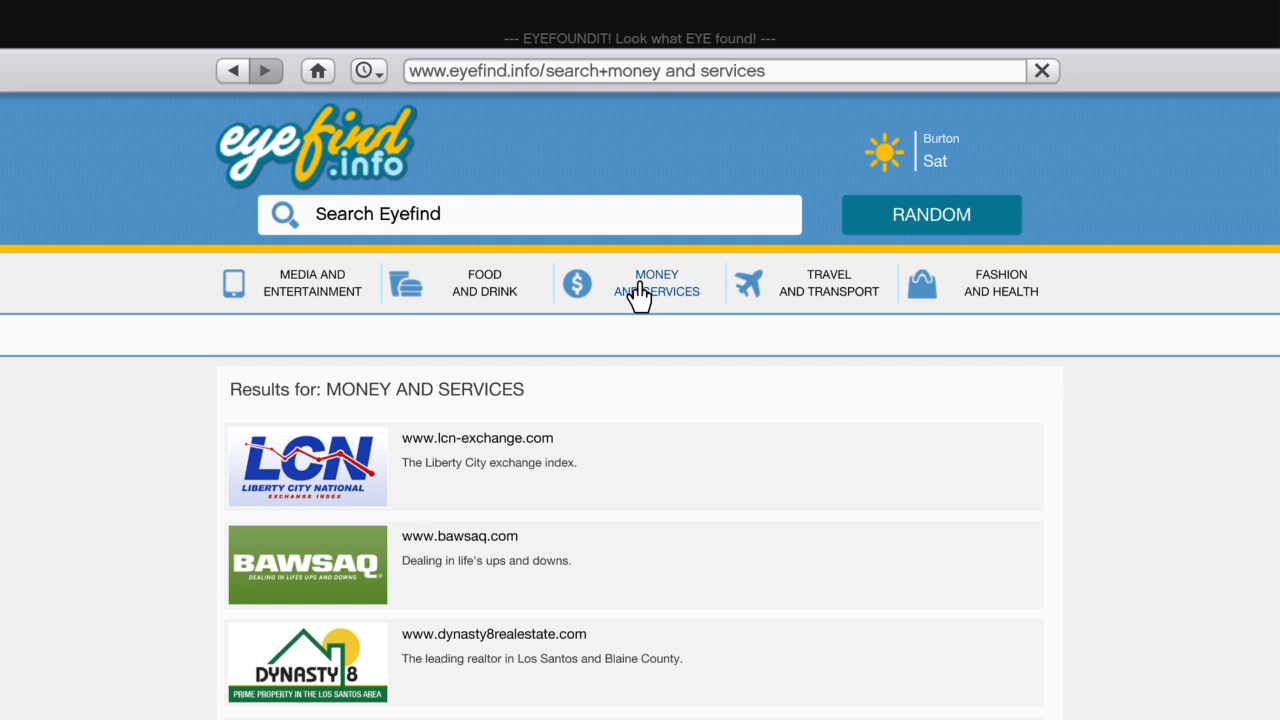 --- EYEFOUNDIT! Look what EYE found! ---
www.eyefind.info/search+money and services
eyefind
.info
Burton
Sat
Search Eyefind
RANDOM
MEDIA AND
ENTERTAINMENT
FOOD
AND DRINK
MONEY
AND SERVICES
TRAVEL
AND TRANSPORT
FASHION
AND HEALTH
Results for: MONEY AND SERVICES
LCN
LIBERTY CITY NATIONAL
EXCHANGE INDEX
www.lcn-exchange.com
The Liberty City exchange index.
BAWSAQ
DEALING IN LIFES UPS AND DOWNS
www.bawsaq.com
Dealing in life's ups and downs.
DYNASTY 8
PRIME PROPERTY IN THE LOS SANTOS AREA
www.dynasty8realestate.com
The leading realtor in Los Santos and Blaine County.